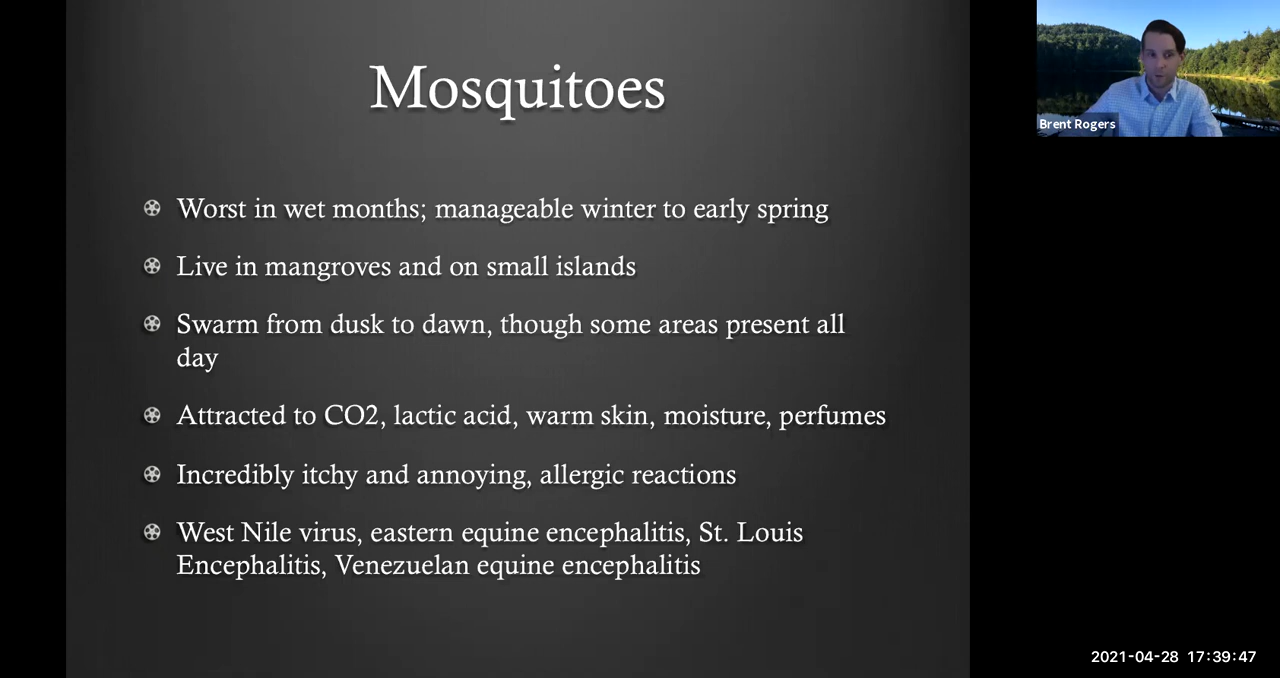 Mosquitoes
Worst in wet months; manageable winter to early spring
Live in mangroves and on small islands
Swarm from dusk to dawn, though some areas present all
day
Attracted to CO2, lactic acid, warm skin, moisture, perfumes
Incredibly itchy and annoying, allergic reactions
West Nile virus, eastern equine encephalitis, St. Louis
Encephalitis, Venezuelan equine encephalitis
Brent Rogers
2021-04-28 17:39:47